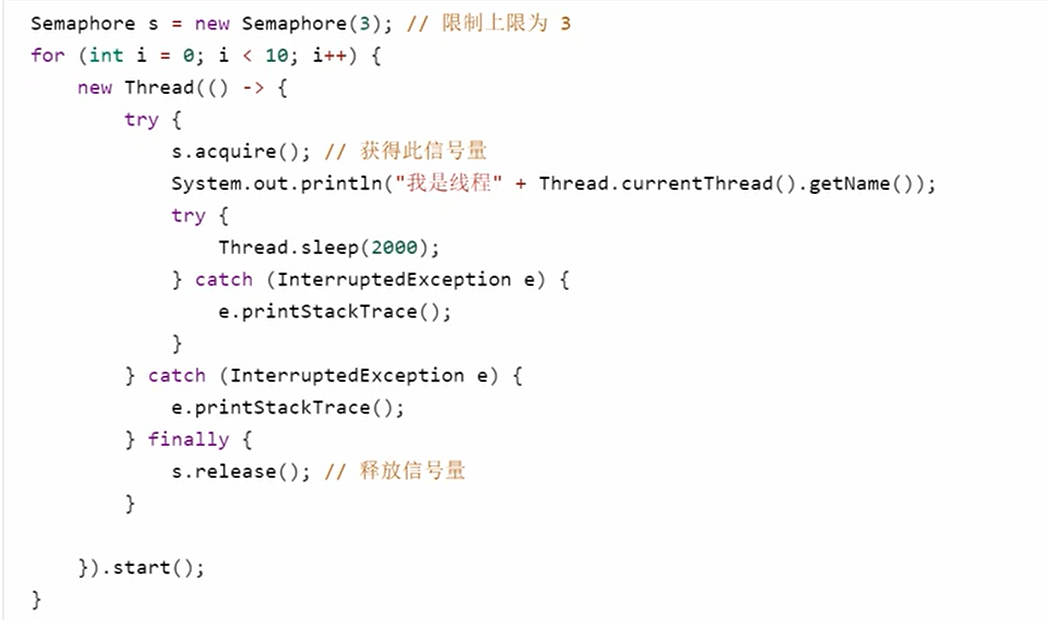 Semaphore s = new Semaphore(3); // 限制上限为 3
for (int i = 0; i < 10; i++) {
    new Thread(() -> {
        try {
            s.acquire(); // 获得此信号量
            System.out.println("我是线程" + Thread.currentThread().getName());
            try {
                Thread.sleep(2000);
            } catch (InterruptedException e) {
                e.printStackTrace();
            }
        } catch (InterruptedException e) {
            e.printStackTrace();
        } finally {
            s.release(); // 释放信号量
        }

    }).start();
}